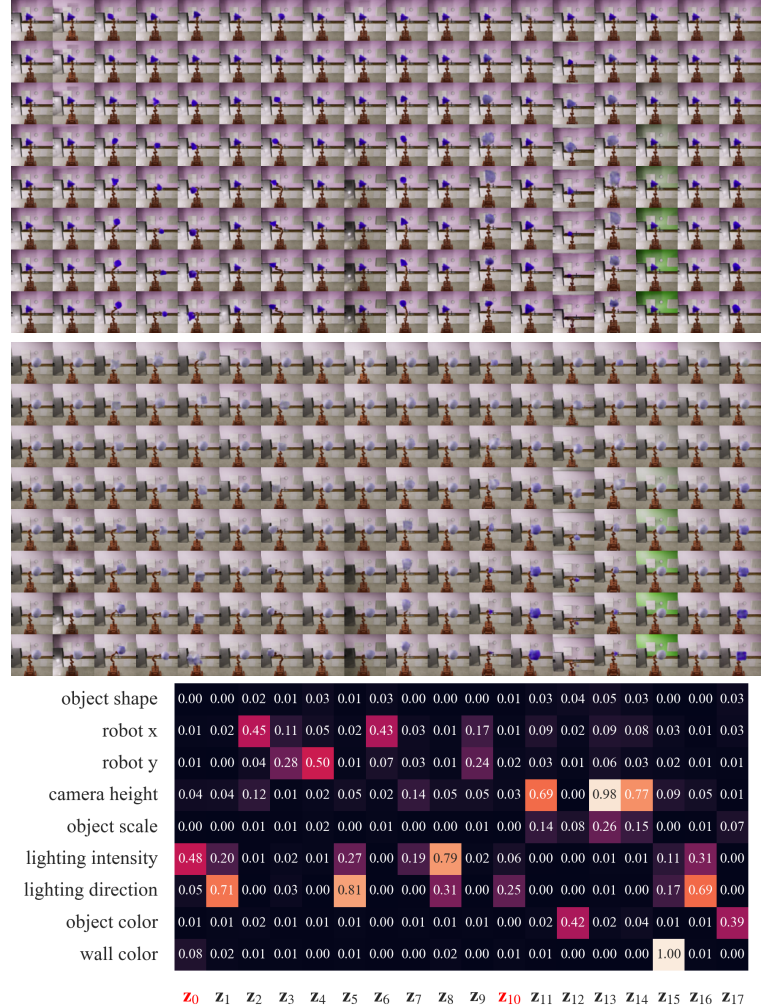 object shape 0.00 0.00 0.02 0.01 0.03 0.01 0.03 0.00 0.00 0.00 0.01 0.03 0.04 0.05 0.03 0.00 0.00 0.03
robot x 0.01 0.02 0.45 0.11 0.05 0.02 0.43 0.03 0.01 0.17 0.01 0.09 0.02 0.09 0.08 0.03 0.01 0.03
robot y 0.01 0.00 0.04 0.28 0.50 0.01 0.07 0.03 0.01 0.24 0.02 0.03 0.01 0.06 0.03 0.02 0.01 0.01
camera height 0.04 0.04 0.12 0.01 0.02 0.05 0.02 0.14 0.05 0.05 0.03 0.69 0.00 0.98 0.77 0.09 0.05 0.01
object scale 0.00 0.00 0.01 0.01 0.02 0.00 0.01 0.01 0.00 0.01 0.00 0.14 0.08 0.26 0.15 0.00 0.01 0.07
lighting intensity 0.48 0.20 0.01 0.02 0.01 0.27 0.00 0.19 0.79 0.02 0.06 0.00 0.00 0.01 0.01 0.11 0.31 0.00
lighting direction 0.05 0.71 0.00 0.03 0.00 0.81 0.00 0.02 0.31 0.00 0.25 0.00 0.00 0.01 0.00 0.17 0.69 0.00
object color 0.01 0.01 0.02 0.01 0.01 0.01 0.01 0.01 0.01 0.01 0.00 0.02 0.42 0.02 0.04 0.01 0.01 0.39
wall color 0.08 0.02 0.01 0.01 0.00 0.01 0.00 0.01 0.02 0.00 0.01 0.01 0.00 0.00 0.00 1.00 0.01 0.00
z₀ z₁ z₂ z₃ z₄ z₅ z₆ z₇ z₈ z₉ z₁₀ z₁₁ z₁₂ z₁₃ z₁₄ z₁₅ z₁₆ z₁₇